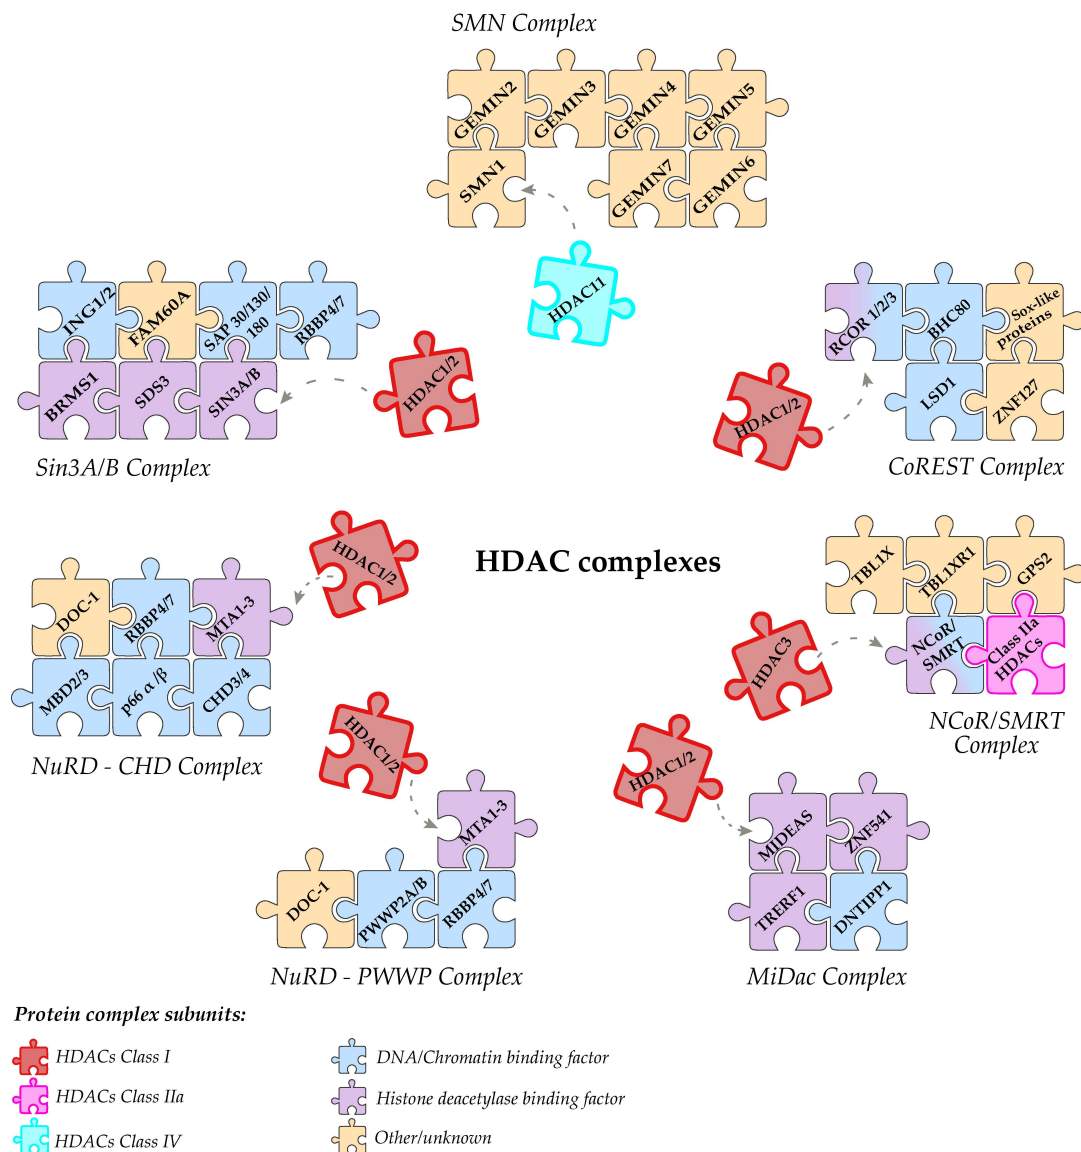 SMN Complex
GEMIN2
GEMIN3
GEMIN4
GEMIN5
SMN1
GEMIN7
GEMIN6
HDAC11
ING1/2
FAM60A
SAP 30/130/
180
RBBP4/7
BRMS1
SDS3
SIN3A/B
HDAC1/2
Sin3A/B Complex
RCOR 1/2/3
BHC80
Sox-like
proteins
LSD1
ZNF127
HDAC1/2
CoREST Complex
HDAC complexes
HDAC1/2
DOC-1
RBBP4/7
MTA1-3
MBD2/3
p66 α /β
CHD3/4
NuRD - CHD Complex
TBL1X
TBL1XR1
GPS2
NCoR/
SMRT
Class IIa
HDACs
HDAC3
NCoR/SMRT
Complex
HDAC1/2
MTA1-3
DOC-1
PWWP2A/B
RBBP4/7
NuRD - PWWP Complex
HDAC1/2
MIDEAS
ZNF541
TRERF1
DNTIPP1
MiDac Complex
Protein complex subunits:
HDACs Class I
HDACs Class IIa
HDACs Class IV
DNA/Chromatin binding factor
Histone deacetylase binding factor
Other/unknown